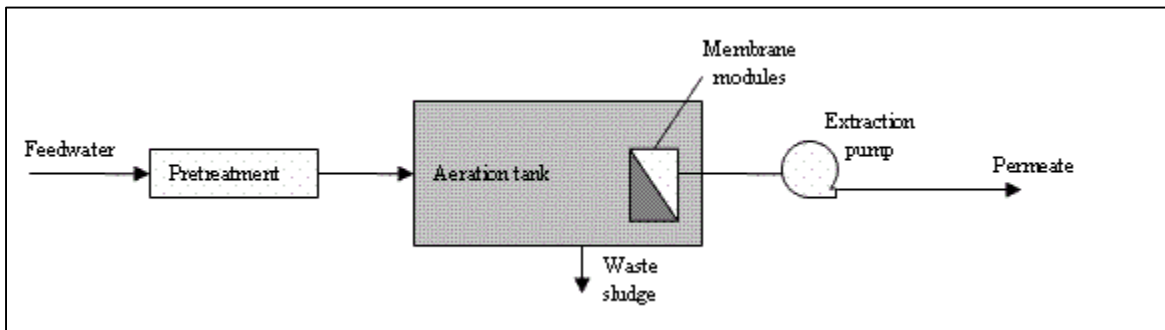 Membrane
modules
Extraction
pump
Feedwater
Pretreatment
Aeration tank
Permeate
Waste
sludge